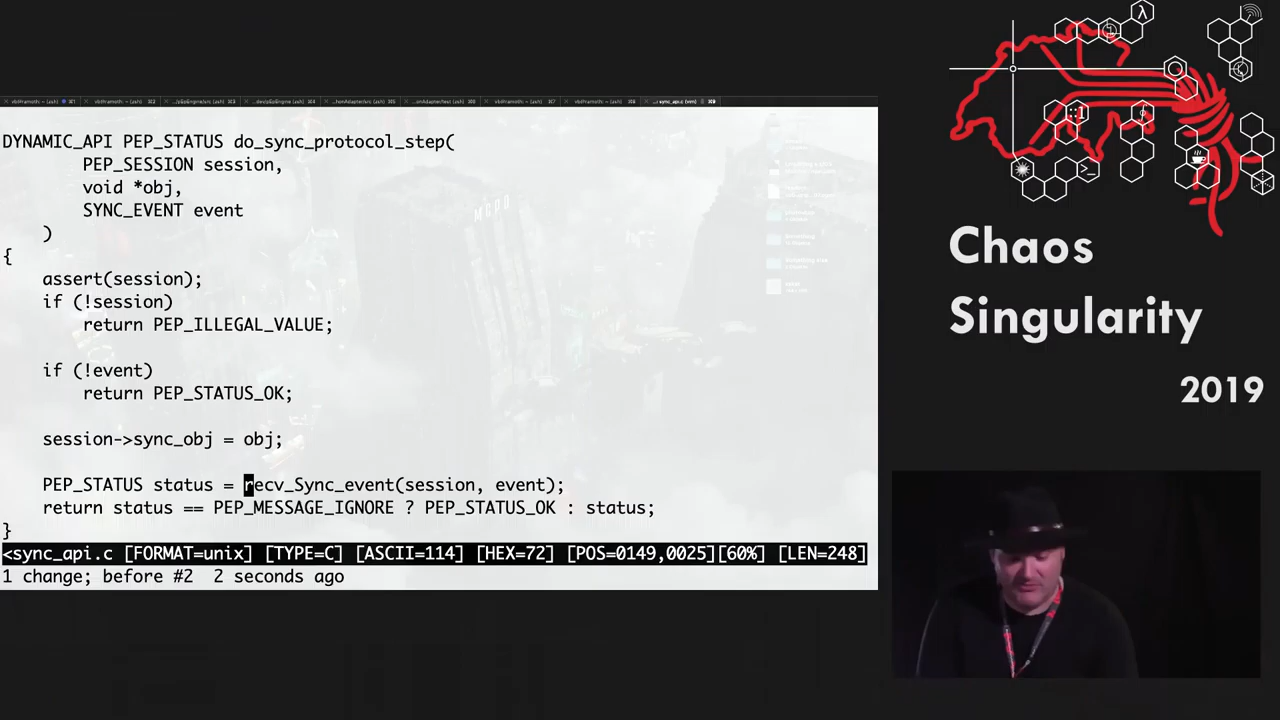 DYNAMIC_API PEP_STATUS do_sync_protocol_step(
PEP_SESSION session,
void *obj,
SYNC_EVENT event
)
{
assert(session);
if (!session)
return PEP_ILLEGAL_VALUE;
if (!event)
return PEP_STATUS_OK;
session->sync_obj = obj;
PEP_STATUS status = recv_Sync_event(session, event);
return status == PEP_MESSAGE_IGNORE ? PEP_STATUS_OK : status;
}
<sync_api.c [FORMAT=unix] [TYPE=C] [ASCII=114] [HEX=72] [POS=0149,0025][60%] [LEN=248]
1 change; before #2 2 seconds ago
Chaos
Singularity
2019